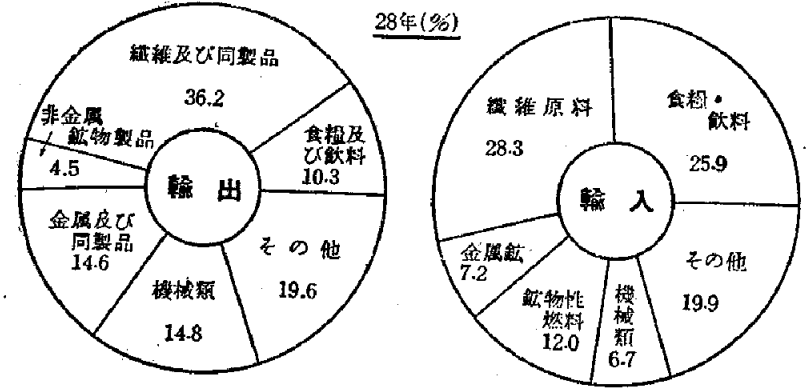 28年(%)
繊維及び同製品
36.2
非金属
鉱物製品
4.5
食糧及
び飲料
10.3
輸出
金属及び
同製品
14.6
機械類
14.8
その他
19.6
繊維原料
28.3
食糧・
飲料
25.9
輸入
金属鉱
7.2
鉱物性
燃料
12.0
機械類
6.7
その他
19.9